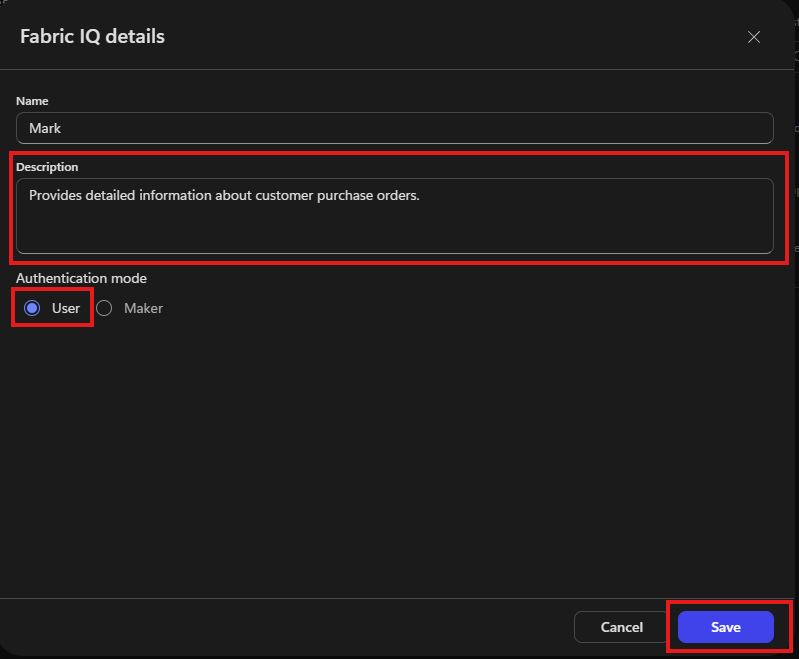 Fabric IQ details
Name
Mark
Description
Provides detailed information about customer purchase orders.
Authentication mode
User Maker
Cancel Save